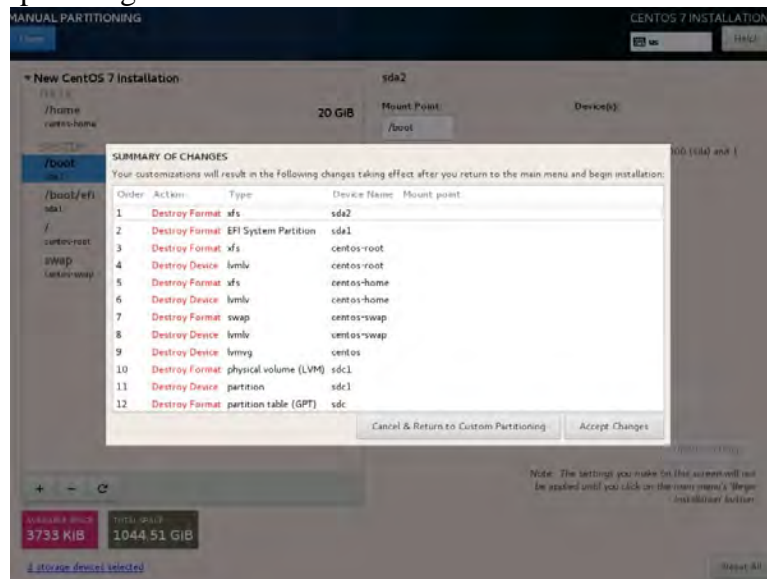 MANUAL PARTITIONING
CENTOS 7 INSTALLATION
Done
us
Help!
New CentOS 7 Installation
sda2
DATA
/home
20 GiB
centos-home
Mount Point:
Device(s):
/boot
SYSTEM
/boot
sda2
/boot/efi
sda1
/
centos-root
swap
centos-swap
SUMMARY OF CHANGES
Your customizations will result in the following changes taking effect after you return to the main menu and begin installation:
Order Action Type Device Name Mount point
1 Destroy Format xfs sda2
2 Destroy Format EFI System Partition sda1
3 Destroy Format xfs centos-root
4 Destroy Device lvmlv centos-root
5 Destroy Format xfs centos-home
6 Destroy Device lvmlv centos-home
7 Destroy Format swap centos-swap
8 Destroy Device lvmlv centos-swap
9 Destroy Device lvmvg centos
10 Destroy Format physical volume (LVM) sdc1
11 Destroy Device partition sdc1
12 Destroy Format partition table (GPT) sdc
Cancel & Return to Custom Partitioning
Accept Changes
Note: The settings you make on this screen will not
be applied until you click on the main menu's 'Begin
Installation' button.
+ - C
AVAILABLE SPACE
3733 KiB
TOTAL SPACE
1044.51 GiB
storage devices selected
Reset All